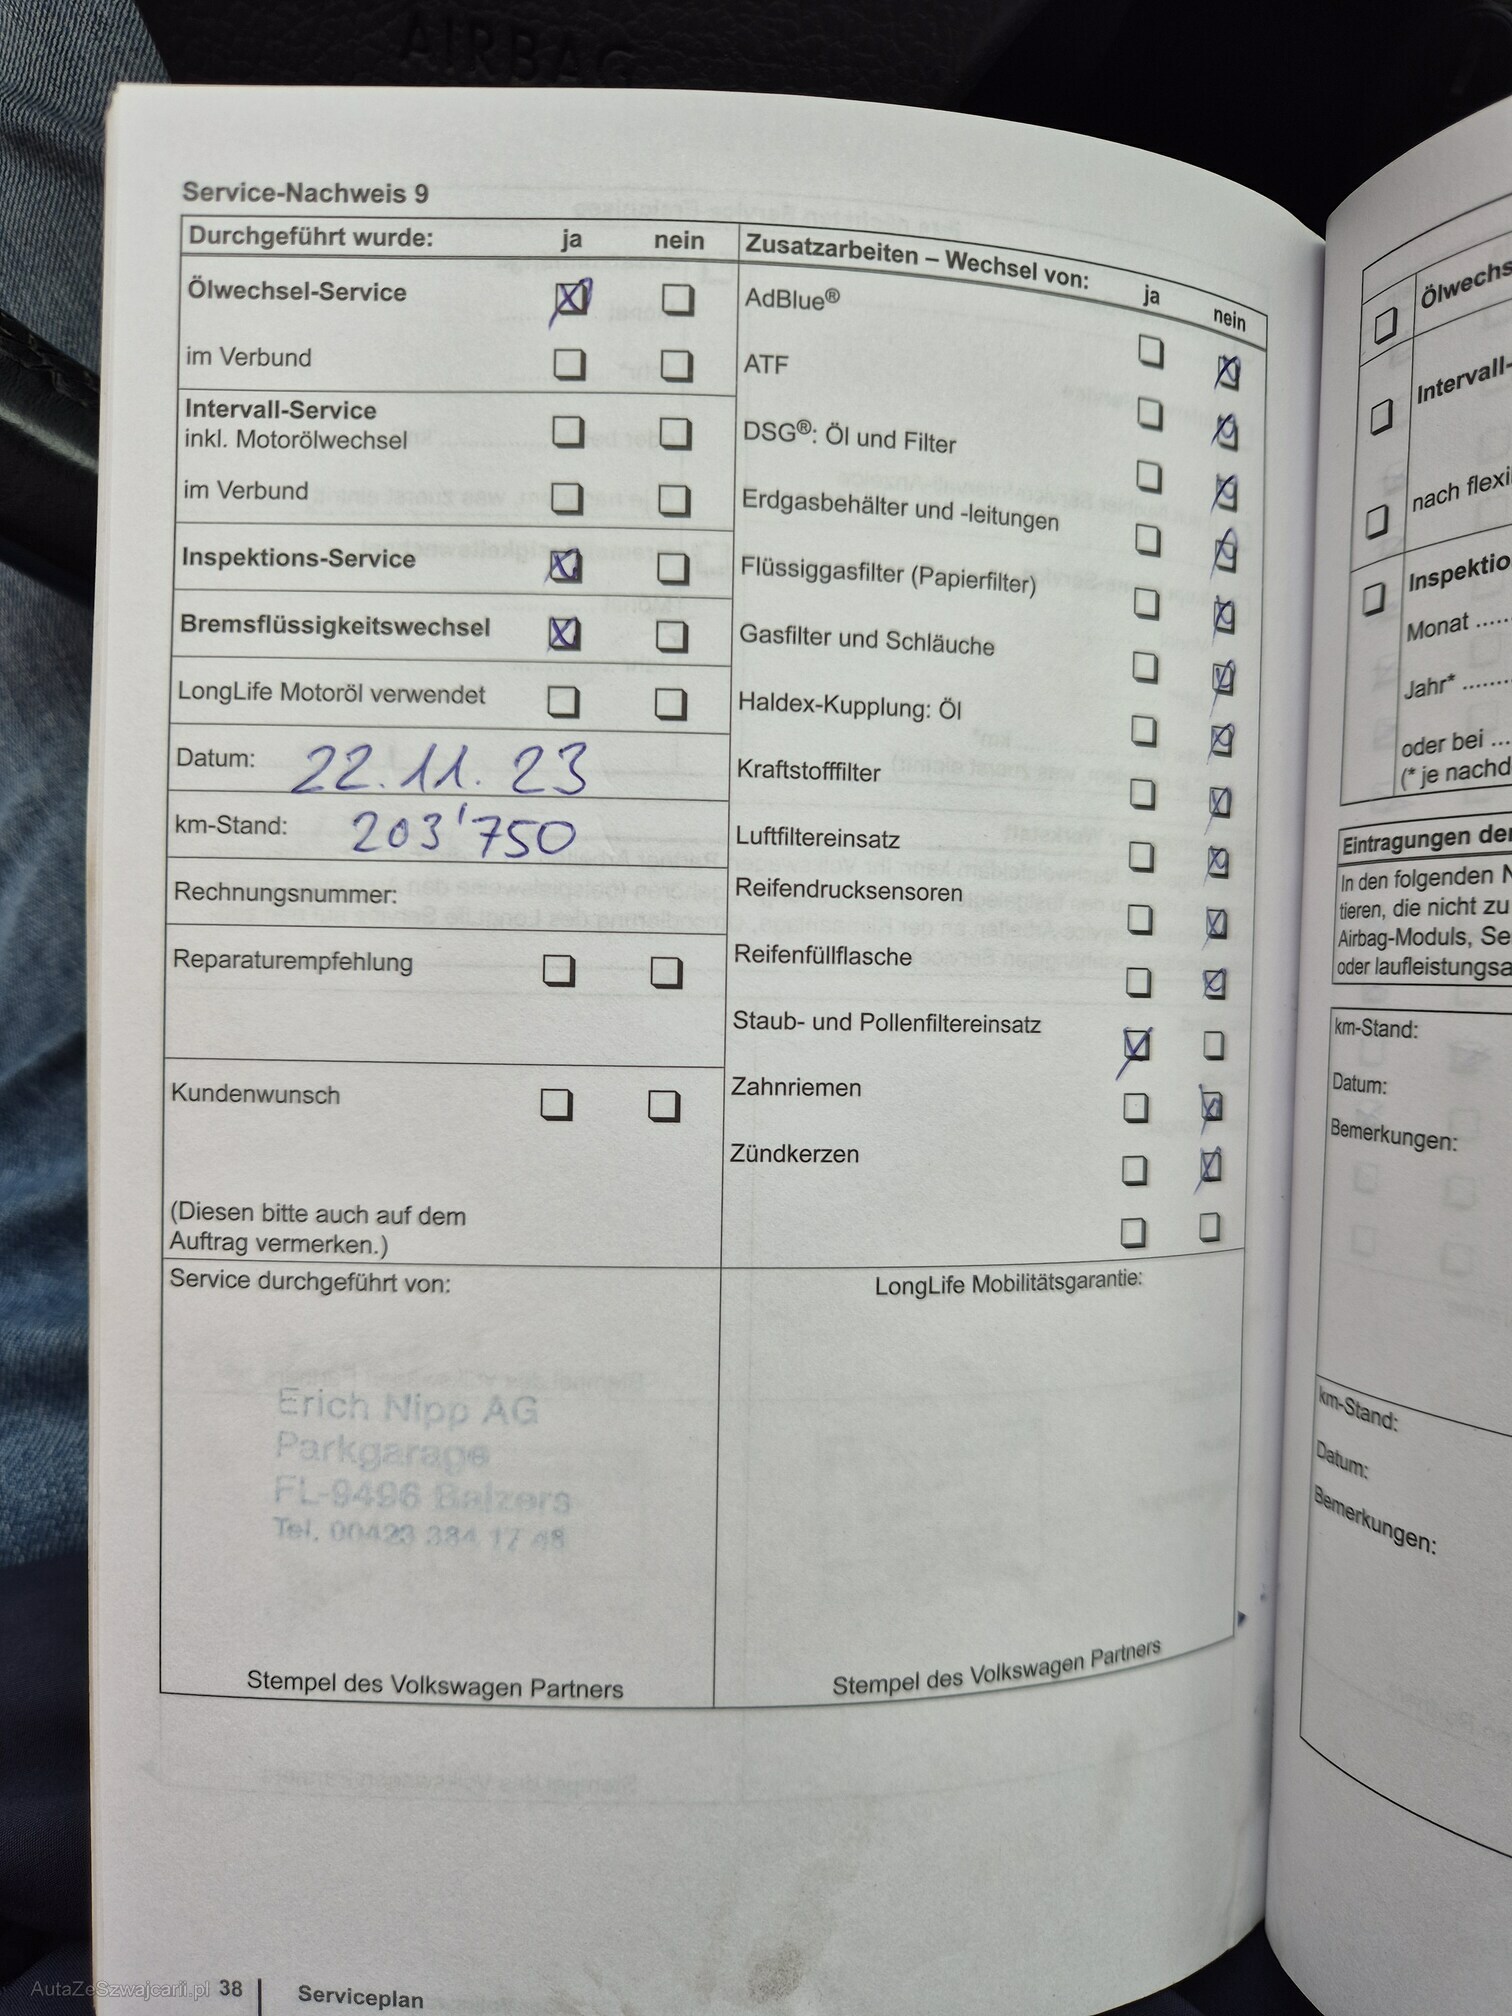 AIRBAG
Service-Nachweis 9
Durchgeführt wurde: ja nein
Ölwechsel-Service
im Verbund
Intervall-Service
inkl. Motorölwechsel
im Verbund
Inspektions-Service
Bremsflüssigkeitswechsel
LongLife Motoröl verwendet
Datum: 22.11.23
km-Stand: 203'750
Rechnungsnummer:
Reparaturempfehlung
Kundenwunsch
(Diesen bitte auch auf dem
Auftrag vermerken.)
Zusatzarbeiten – Wechsel von: ja nein
AdBlue®
ATF
DSG®: Öl und Filter
Erdgasbehälter und -leitungen
Flüssiggasfilter (Papierfilter)
Gasfilter und Schläuche
Haldex-Kupplung: Öl
Kraftstofffilter
Luftfiltereinsatz
Reifendrucksensoren
Reifenfüllflasche
Staub- und Pollenfiltereinsatz
Zahnriemen
Zündkerzen
Service durchgeführt von:
Erich Nipp AG
Parkgarage
FL-9496 Balzers
Tel. 00423 384 17 48
Stempel des Volkswagen Partners
LongLife Mobilitätsgarantie:
Stempel des Volkswagen Partners
38 Serviceplan
AutaZeSzwajcarii.pl
Ölwechs
Intervall-
nach flexi
Inspektio
Monat ......
Jahr* .......
oder bei ...
(* je nachd
Eintragungen der
In den folgenden N
tieren, die nicht zu
Airbag-Moduls, Se
oder laufleistungsa
km-Stand:
Datum:
Bemerkungen:
km-Stand:
Datum:
Bemerkungen: